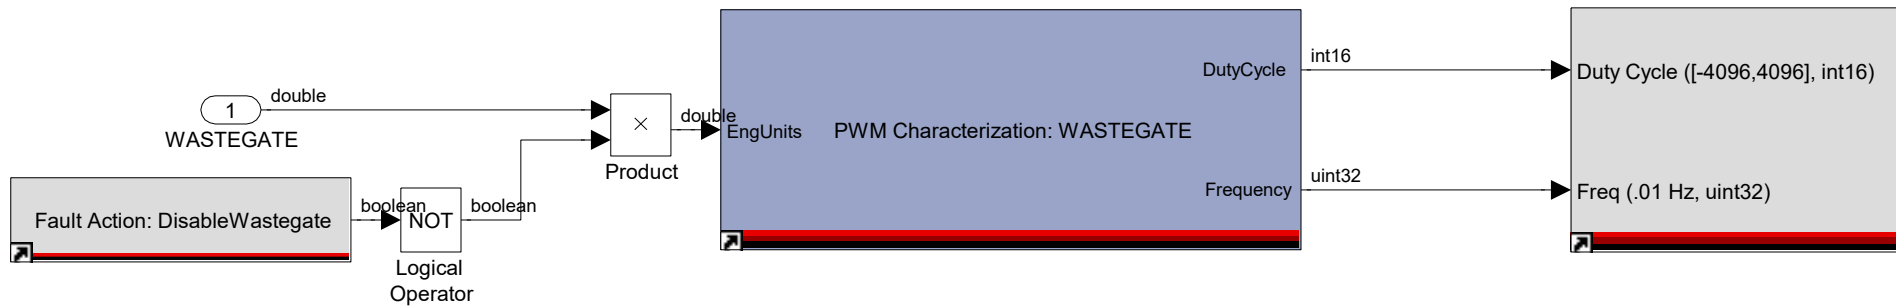 1
double
WASTEGATE
Fault Action: DisableWastegate
boolean
NOT
boolean
Logical
Operator
×
Product
double
EngUnits
PWM Characterization: WASTEGATE
DutyCycle
Frequency
int16
uint32
Duty Cycle ([-4096,4096], int16)
Freq (.01 Hz, uint32)